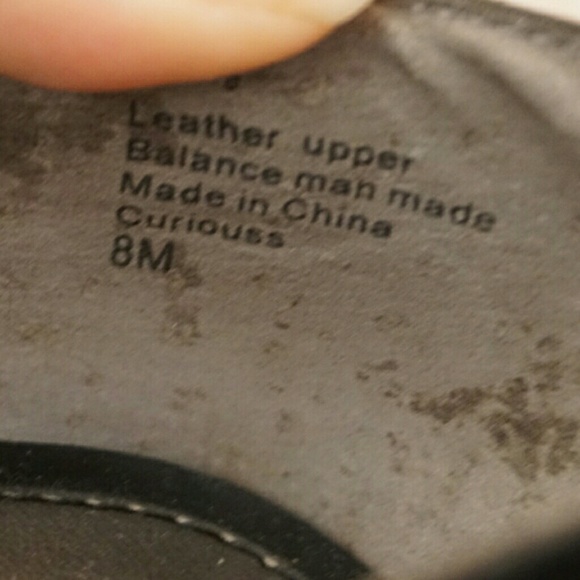 Leather upper
Balance man made
Made in China
Curiouss
8M